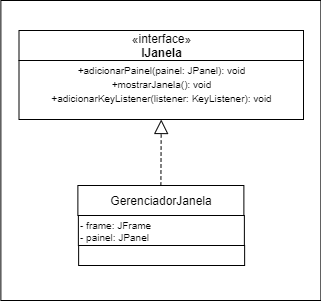 «interface»
IJanela
+adicionarPainel(painel: JPanel): void
+mostrarJanela(): void
+adicionarKeyListener(listener: KeyListener): void
GerenciadorJanela
- frame: JFrame
- painel: JPanel